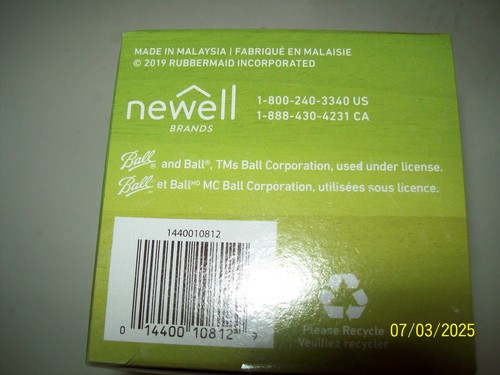 MADE IN MALAYSIA | FABRIQUÉ EN MALAISIE
© 2019 RUBBERMAID INCORPORATED
newell
BRANDS
1-800-240-3340 US
1-888-430-4231 CA
Ball® and Ball®, TMs Ball Corporation, used under license.
Ball et Ball MC Ball Corporation, utilisées sous licence.
1440010812
0 14400 10812 9
Please Recycle
Veuillez recycler
07/03/2025